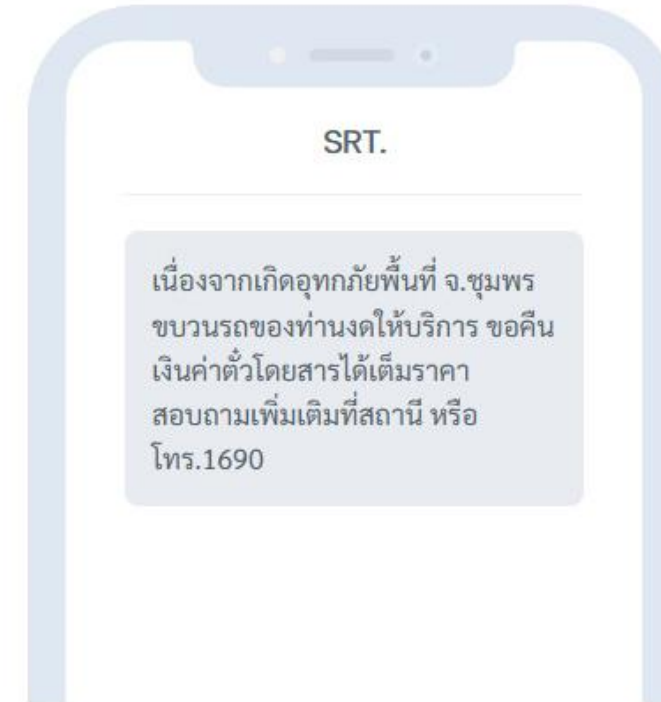 SRT.
เนื่องจากเกิดอุทกภัยพื้นที่ จ.ชุมพร
ขบวนรถของท่านงดให้บริการ ขอคืน
เงินค่าตั๋วโดยสารได้เต็มราคา
สอบถามเพิ่มเติมที่สถานี หรือ
โทร.1690